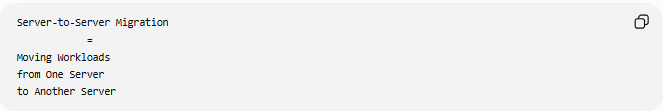 Server-to-Server Migration
=
Moving Workloads
from One Server
to Another Server